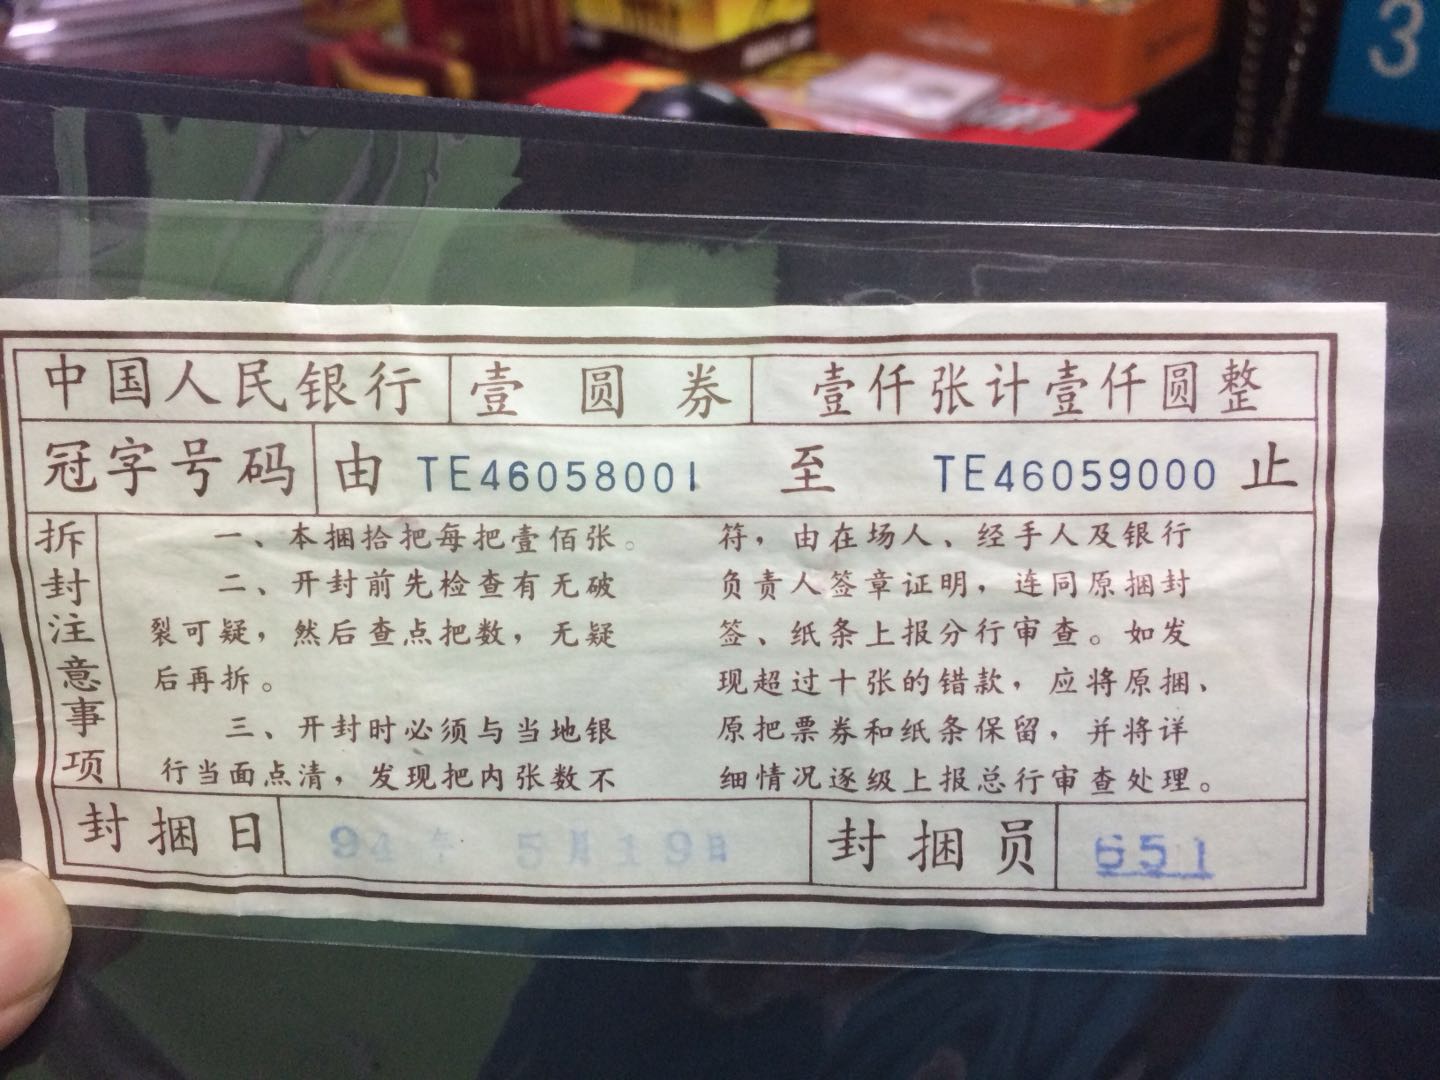 3
中国人民银行 壹圆券 壹仟张计壹仟圆整
冠字号码 由 TE46058001 至 TE46059000 止
拆封注意事项
一、本捆拾把每把壹佰张。
二、开封前先检查有无破
裂可疑，然后查点把数，无疑
后再拆。
三、开封时必须与当地银
行当面点清，发现把内张数不
符，由在场人、经手人及银行
负责人签章证明，连同原捆封
签、纸条上报分行审查。如发
现超过十张的错款，应将原捆、
原把票券和纸条保留，并将详
细情况逐级上报总行审查处理。
封捆日 94年 5月19日 封捆员 651